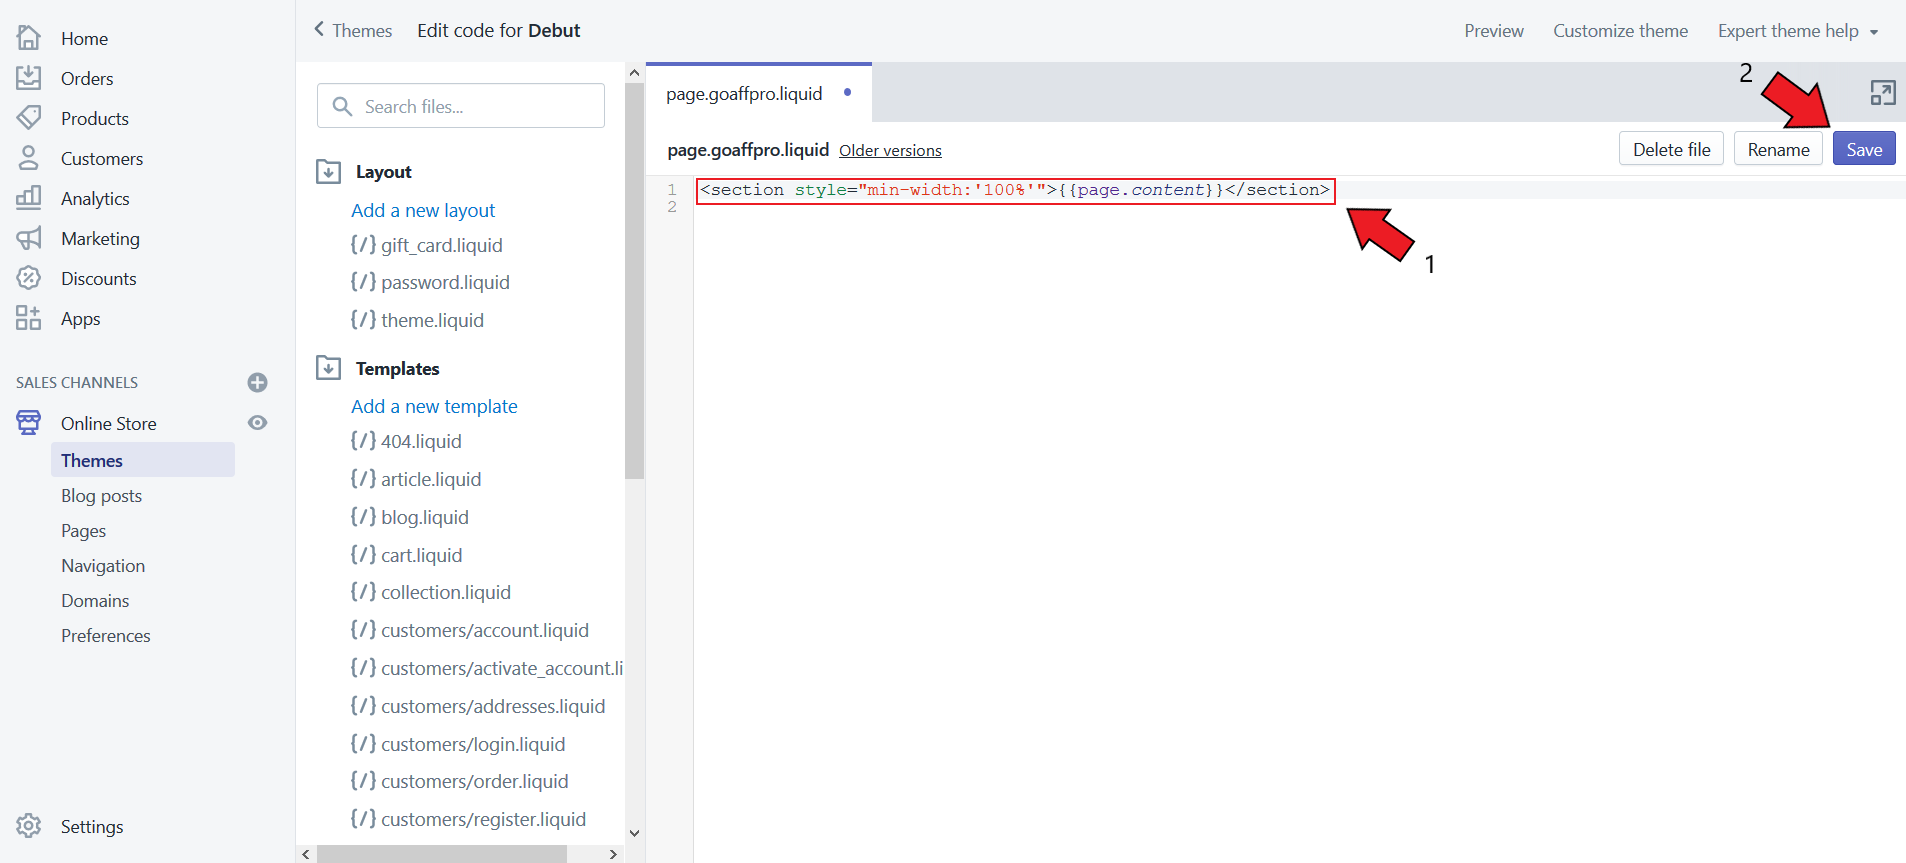 Home
Orders
Products
Customers
Analytics
Marketing
Discounts
Apps
SALES CHANNELS
Online Store
Themes
Blog posts
Pages
Navigation
Domains
Preferences
Settings
Themes Edit code for Debut
Preview Customize theme Expert theme help
Search files...
Layout
Add a new layout
{/} gift_card.liquid
{/} password.liquid
{/} theme.liquid
Templates
Add a new template
{/} 404.liquid
{/} article.liquid
{/} blog.liquid
{/} cart.liquid
{/} collection.liquid
{/} customers/account.liquid
{/} customers/activate_account.li
{/} customers/addresses.liquid
{/} customers/login.liquid
{/} customers/order.liquid
{/} customers/register.liquid
page.goaffpro.liquid
2
page.goaffpro.liquid Older versions
Delete file Rename Save
1 <section style="min-width:'100%'">{{page.content}}</section>
2
1